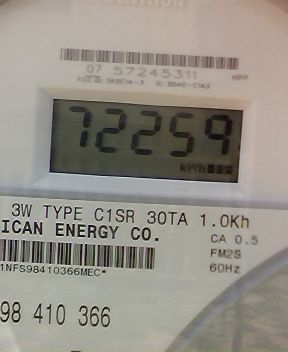 07 57245311
72259
kWh
3W TYPE C1SR 30TA 1.0Kh
ICAN ENERGY CO.
CA 0.5
FM2S
60Hz
1NFS98410366MEC*
98 410 366